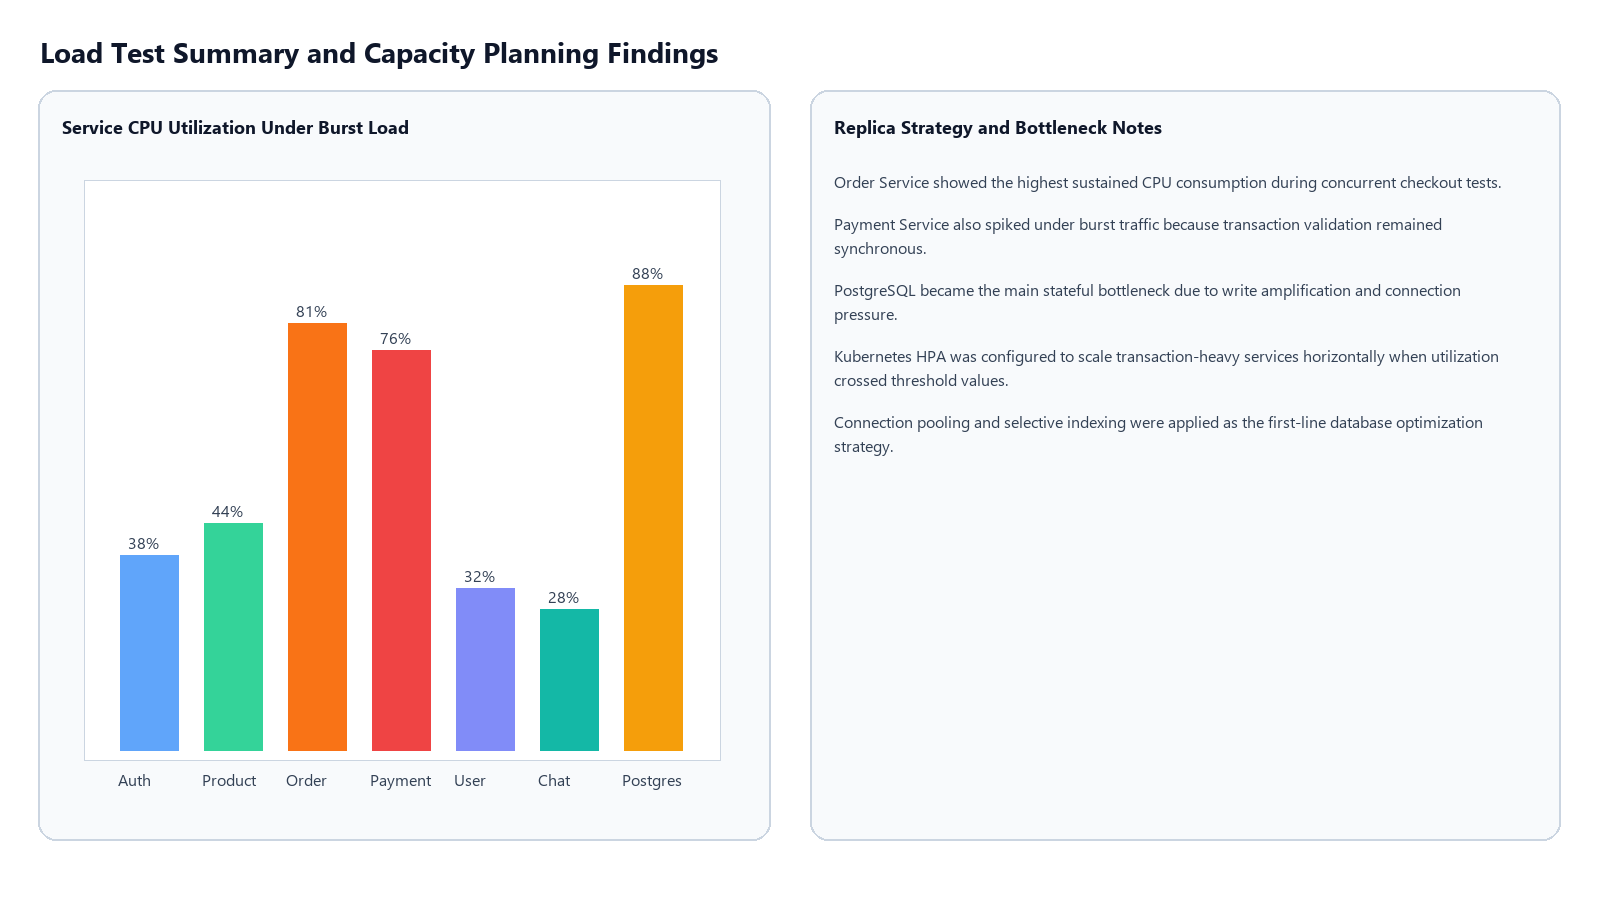 Load Test Summary and Capacity Planning Findings
Service CPU Utilization Under Burst Load
88%
81%
76%
44%
38%
32%
28%
Auth Product Order Payment User Chat Postgres
Replica Strategy and Bottleneck Notes
Order Service showed the highest sustained CPU consumption during concurrent checkout tests.
Payment Service also spiked under burst traffic because transaction validation remained
synchronous.
PostgreSQL became the main stateful bottleneck due to write amplification and connection
pressure.
Kubernetes HPA was configured to scale transaction-heavy services horizontally when utilization
crossed threshold values.
Connection pooling and selective indexing were applied as the first-line database optimization
strategy.